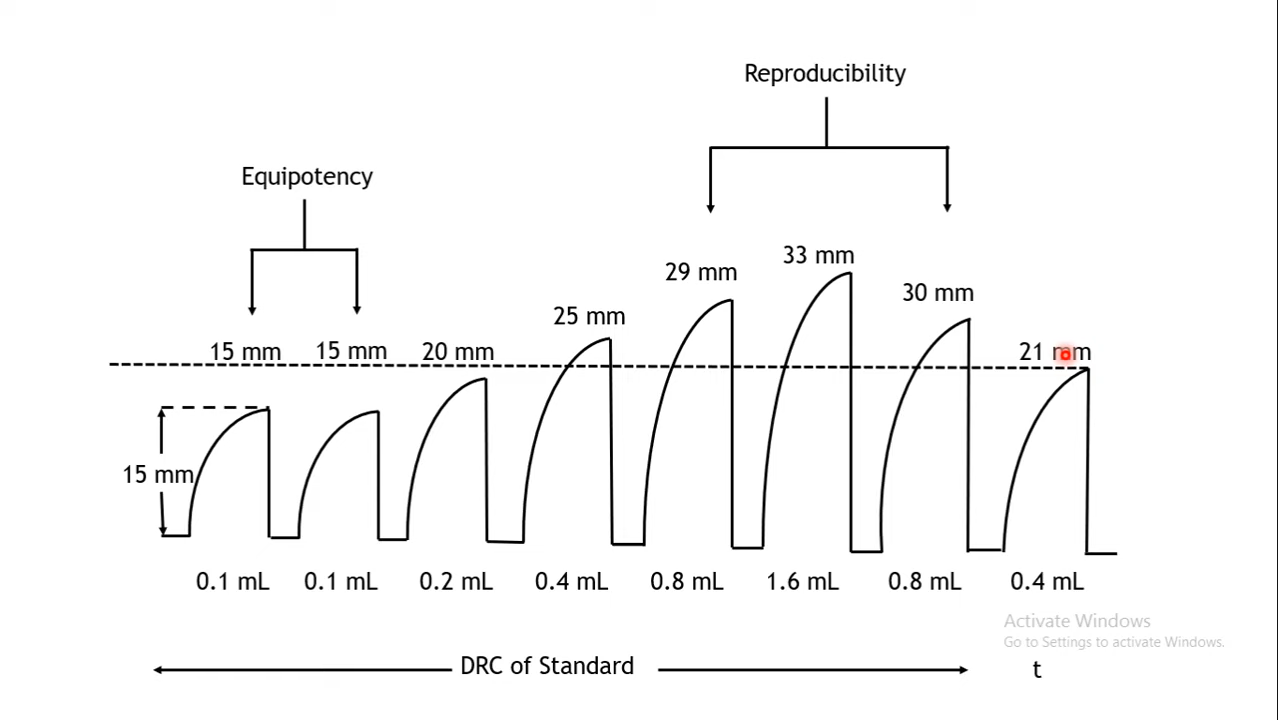 Reproducibility
Equipotency
33 mm
29 mm
30 mm
25 mm
15 mm 15 mm 20 mm 21 mm
15 mm
0.1 mL 0.1 mL 0.2 mL 0.4 mL 0.8 mL 1.6 mL 0.8 mL 0.4 mL
Activate Windows
Go to Settings to activate Windows.
DRC of Standard t